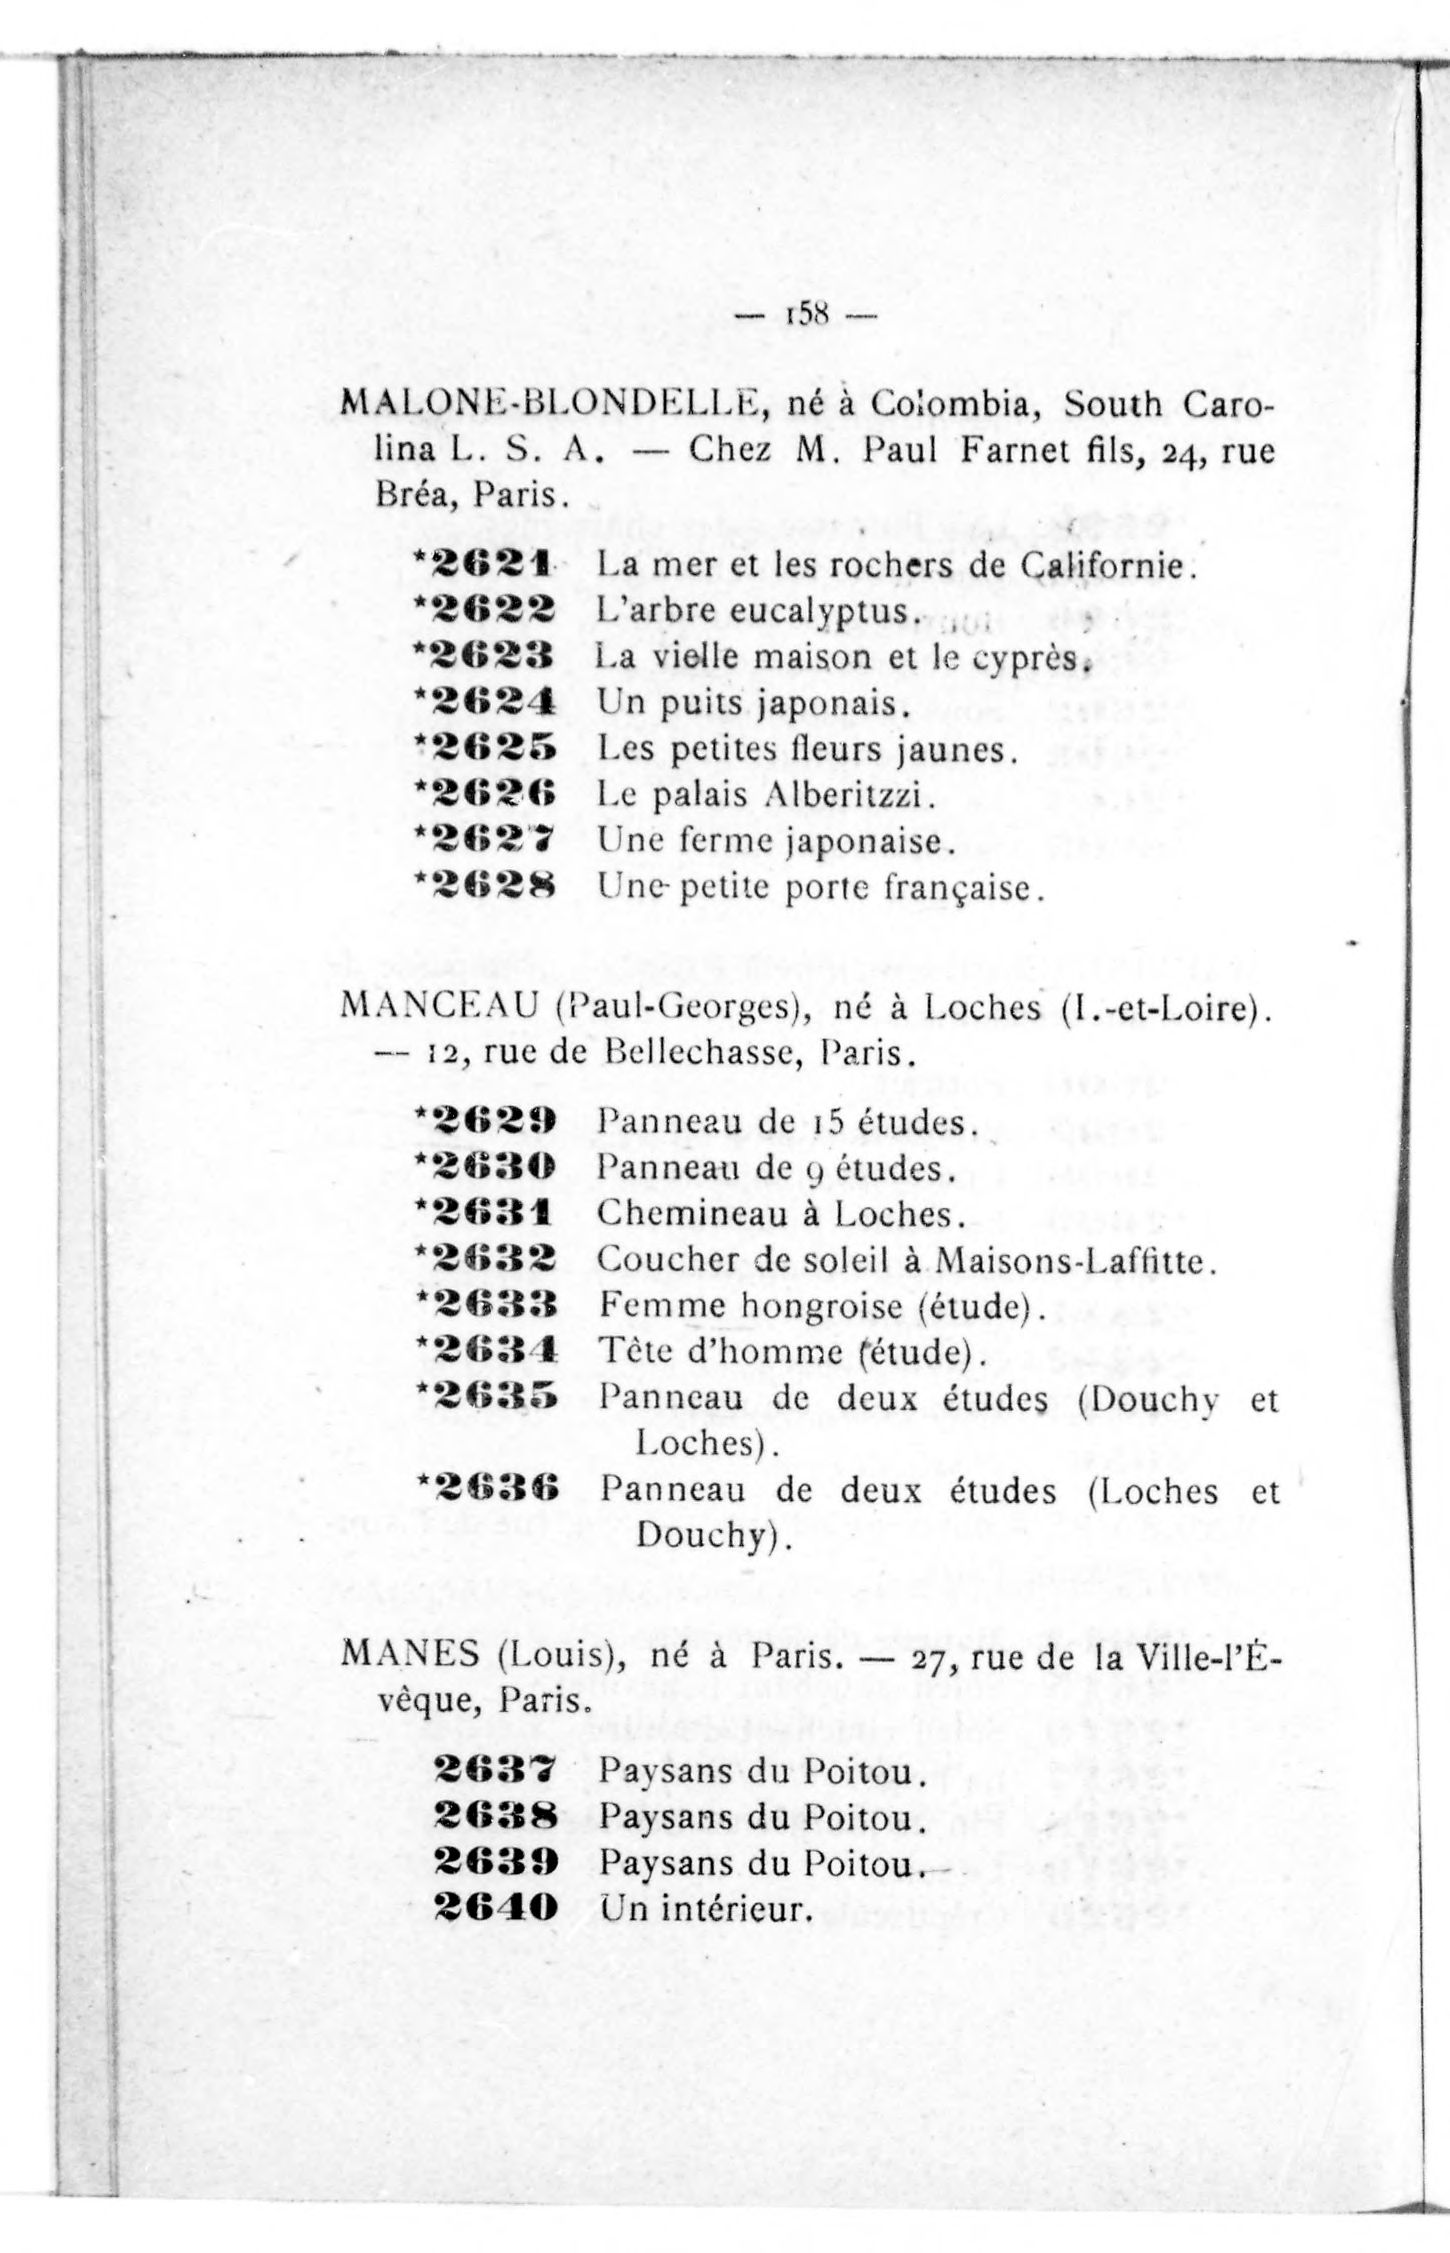 — 158 —
MALONE-BLONDELLE, né à Colombia, South Caro-
lina L. S. A. — Chez M. Paul Farnet fils, 24, rue
Bréa, Paris.
*2621 La mer et les rochers de Californie.
*2622 L'arbre eucalyptus.
*2623 La vielle maison et le cyprès.
*2624 Un puits japonais.
*2625 Les petites fleurs jaunes.
*2626 Le palais Alberitzzi.
*2627 Une ferme japonaise.
*2628 Une petite porte française.
MANCEAU (Paul-Georges), né à Loches (I.-et-Loire).
— 12, rue de Bellechasse, Paris.
*2629 Panneau de 15 études.
*2630 Panneau de 9 études.
*2631 Chemineau à Loches.
*2632 Coucher de soleil à Maisons-Laffitte.
*2633 Femme hongroise (étude).
*2634 Tête d'homme (étude).
*2635 Panneau de deux études (Douchy et
Loches).
*2636 Panneau de deux études (Loches et
Douchy).
MANES (Louis), né à Paris. — 27, rue de la Ville-l'É-
vêque, Paris.
2637 Paysans du Poitou.
2638 Paysans du Poitou.
2639 Paysans du Poitou.
2640 Un intérieur.